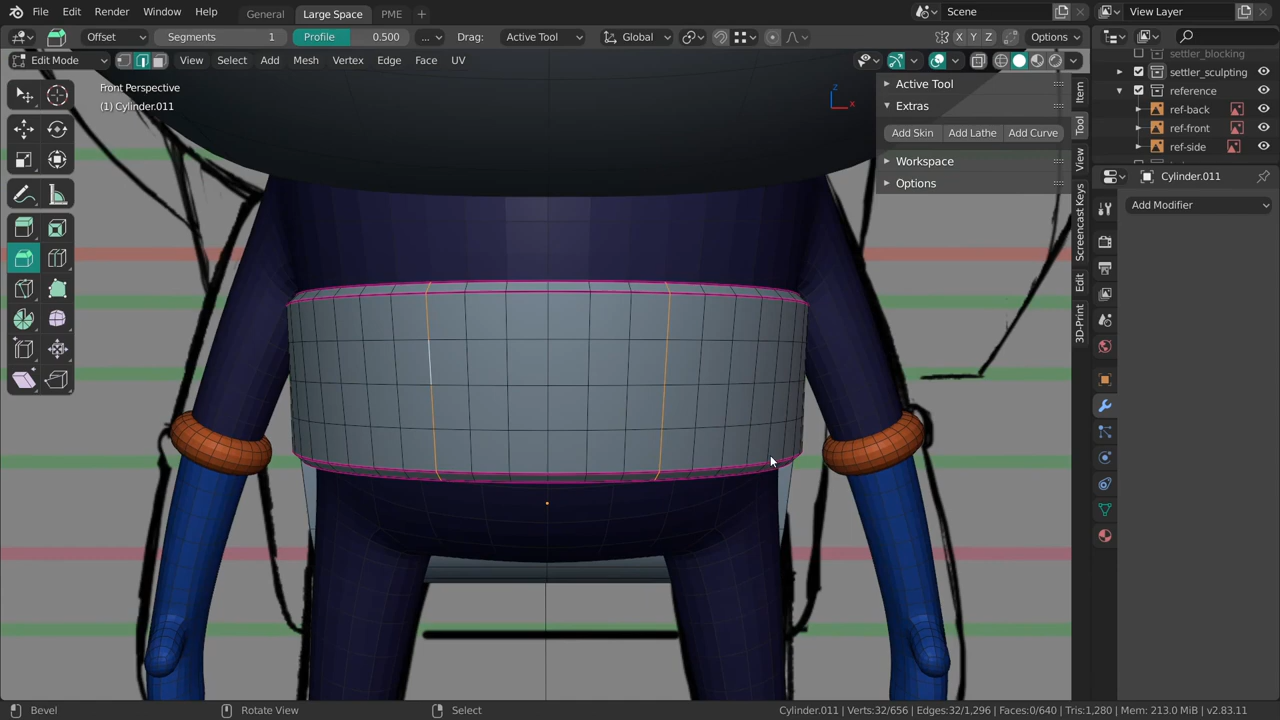 File Edit Render Window Help General Large Space PME + Scene View Layer
Offset Segments 1 Profile 0.500 ... Drag: Active Tool Global X Y Z Options
Edit Mode View Select Add Mesh Vertex Edge Face UV
Front Perspective
(1) Cylinder.011
Z
X
Active Tool
Extras
Add Skin Add Lathe Add Curve
Workspace
Options
Item
Tool
View
Screencast Keys
Edit
3D-Print
settler_blocking
settler_sculpting
reference
ref-back
ref-front
ref-side
Cylinder.011
Add Modifier
Bevel Rotate View Select Cylinder.011 | Verts:32/656 | Edges:32/1,296 | Faces:0/640 | Tris:1,280 | Mem: 213.0 MiB | v2.83.11